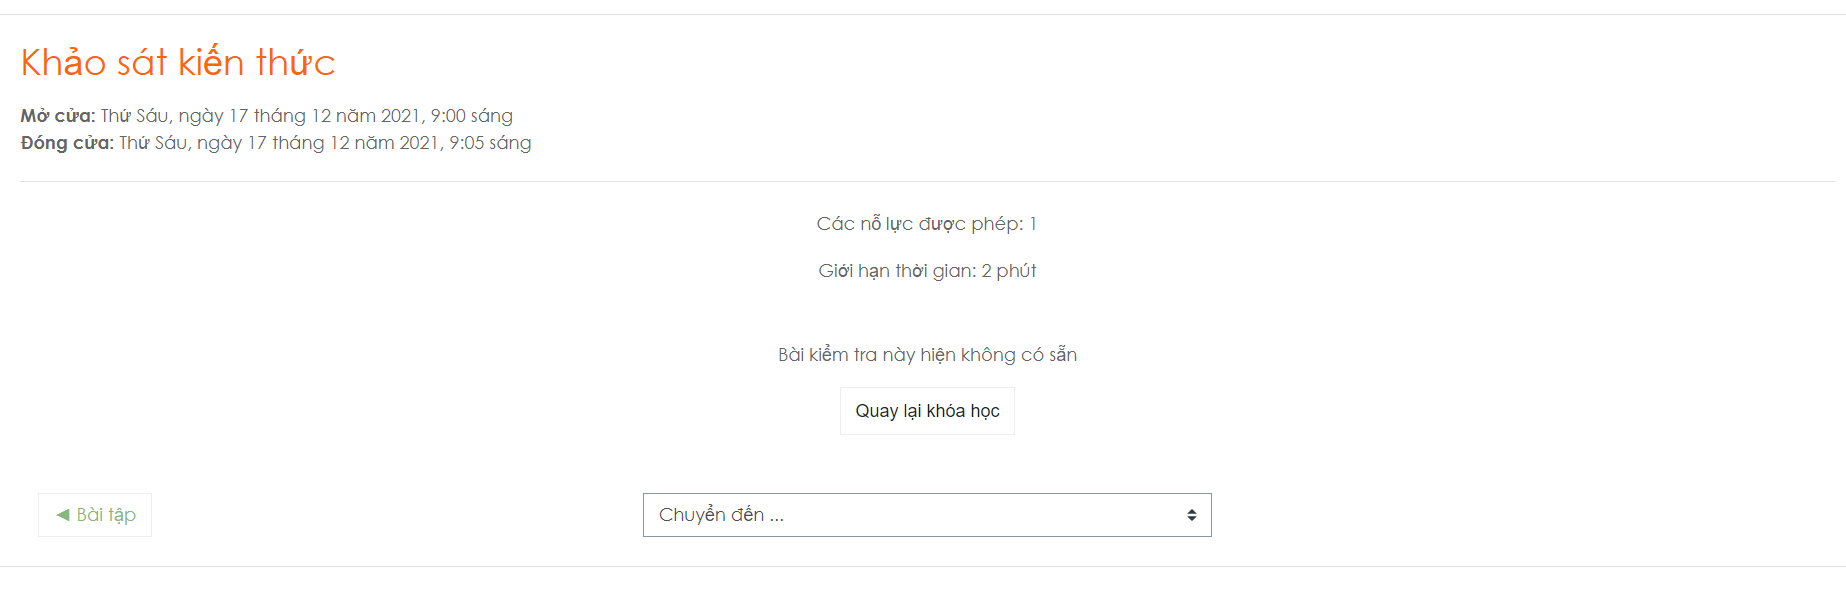 Khảo sát kiến thức
Mở cửa: Thứ Sáu, ngày 17 tháng 12 năm 2021, 9:00 sáng
Đóng cửa: Thứ Sáu, ngày 17 tháng 12 năm 2021, 9:05 sáng
Các nỗ lực được phép: 1
Giới hạn thời gian: 2 phút
Bài kiểm tra này hiện không có sẵn
Quay lại khóa học
◄ Bài tập
Chuyển đến ...